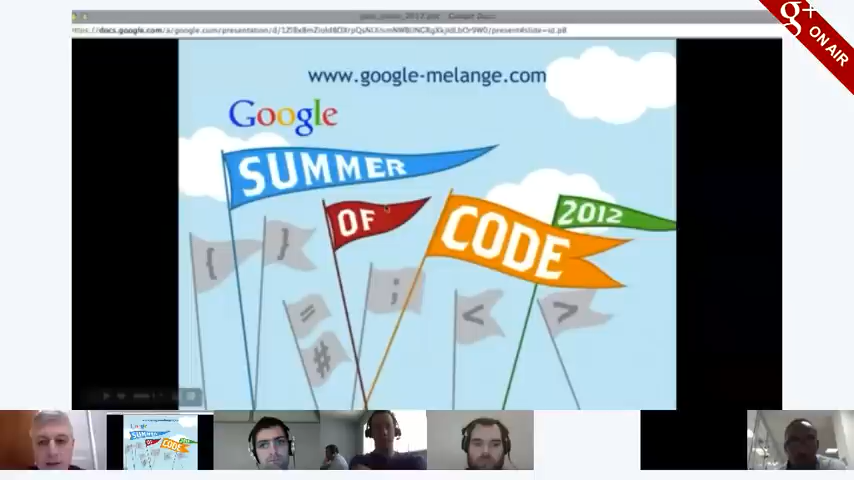 g+
ON AIR
www.google-melange.com
Google
SUMMER
OF
CODE
2012
{
}
;
=
#
<
>